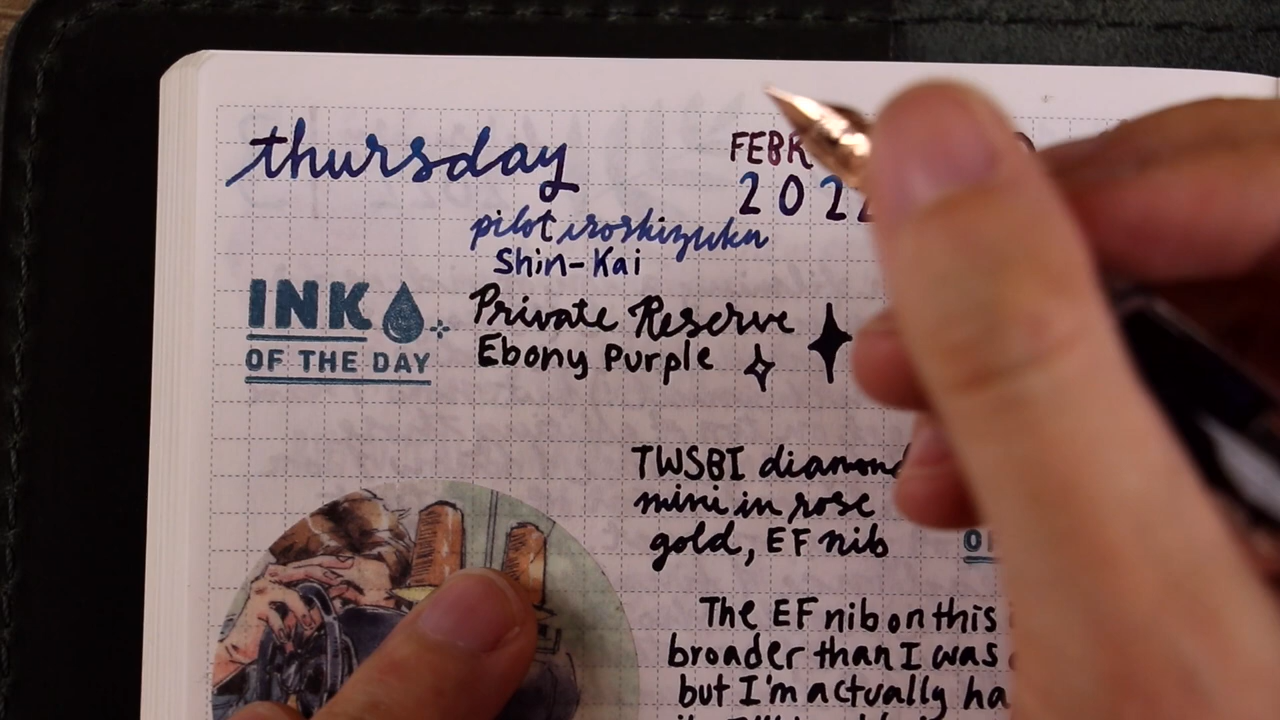 thursday
FEBR
202
pilot iroshizuku
Shin-Kai
INK
OF THE DAY
Private Reserve
Ebony Purple
TWSBI diamond
mini in rose
gold, EF nib
The EF nib on this
broader than I was
but I'm actually ha